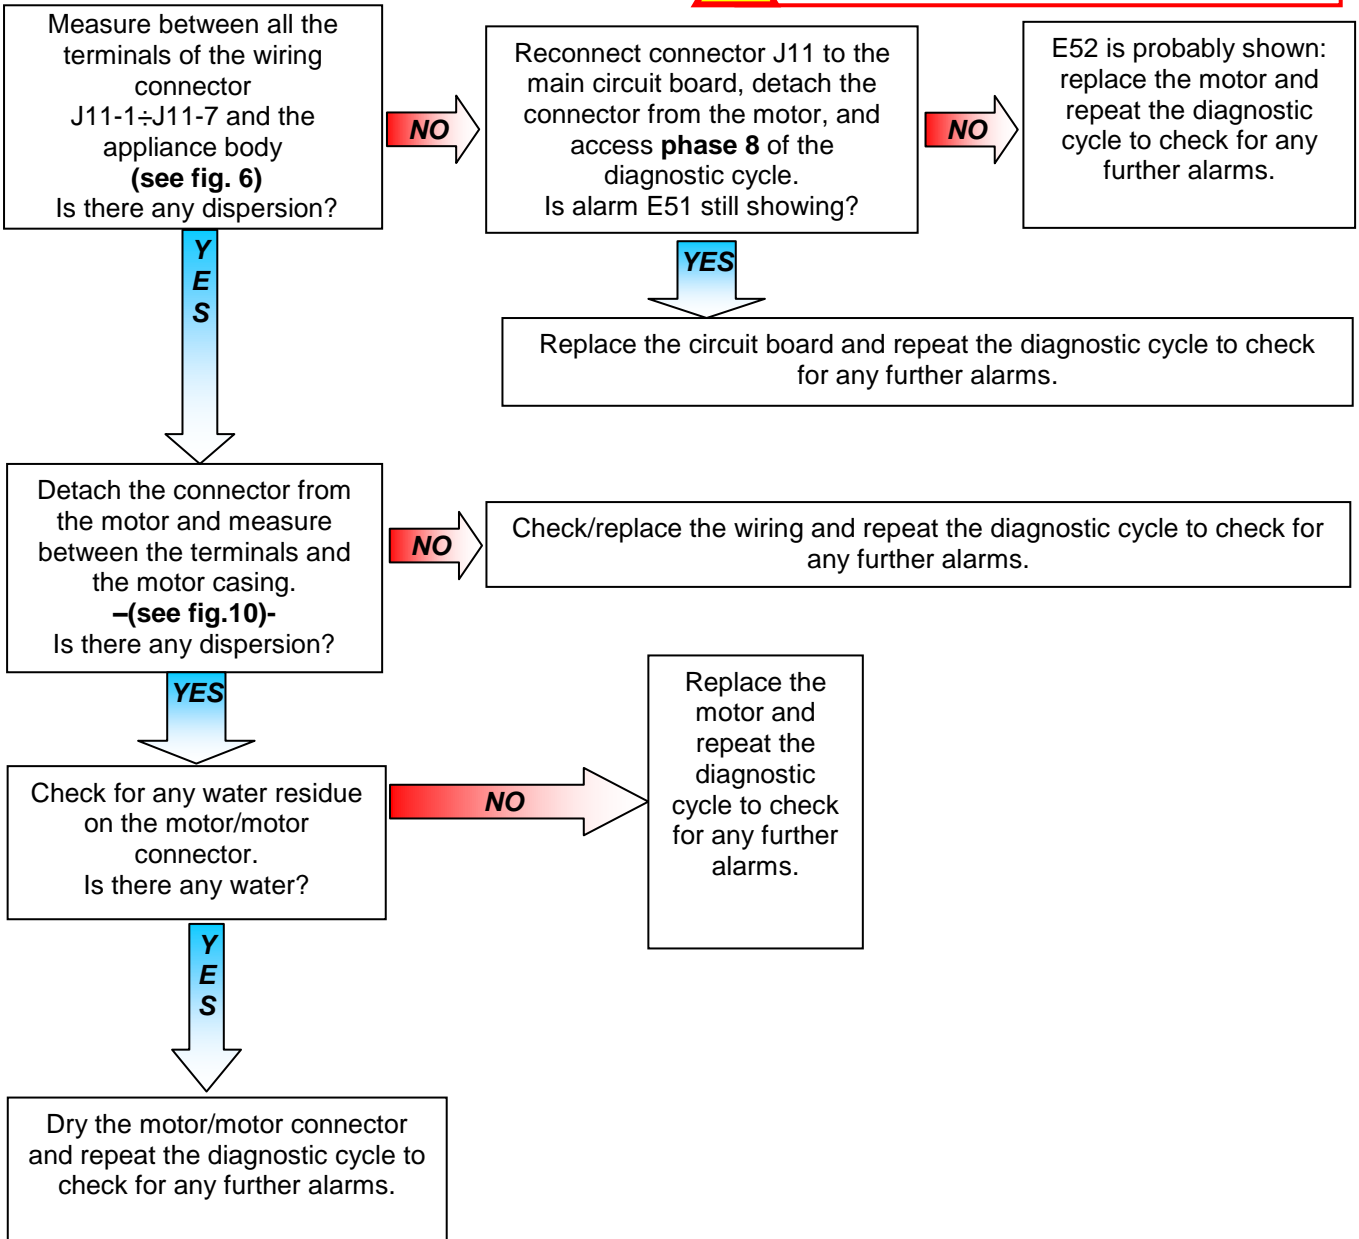 Measure between all the
terminals of the wiring
connector
J11-1÷J11-7 and the
appliance body
(see fig. 6)
Is there any dispersion?
NO
Reconnect connector J11 to the
main circuit board, detach the
connector from the motor, and
access phase 8 of the
diagnostic cycle.
Is alarm E51 still showing?
NO
E52 is probably shown:
replace the motor and
repeat the diagnostic
cycle to check for any
further alarms.
Y
E
S
YES
Replace the circuit board and repeat the diagnostic cycle to check
for any further alarms.
Detach the connector from
the motor and measure
between the terminals and
the motor casing.
–(see fig.10)-
Is there any dispersion?
NO
Check/replace the wiring and repeat the diagnostic cycle to check for
any further alarms.
YES
Check for any water residue
on the motor/motor
connector.
Is there any water?
NO
Replace the
motor and
repeat the
diagnostic
cycle to check
for any further
alarms.
Y
E
S
Dry the motor/motor connector
and repeat the diagnostic cycle to
check for any further alarms.